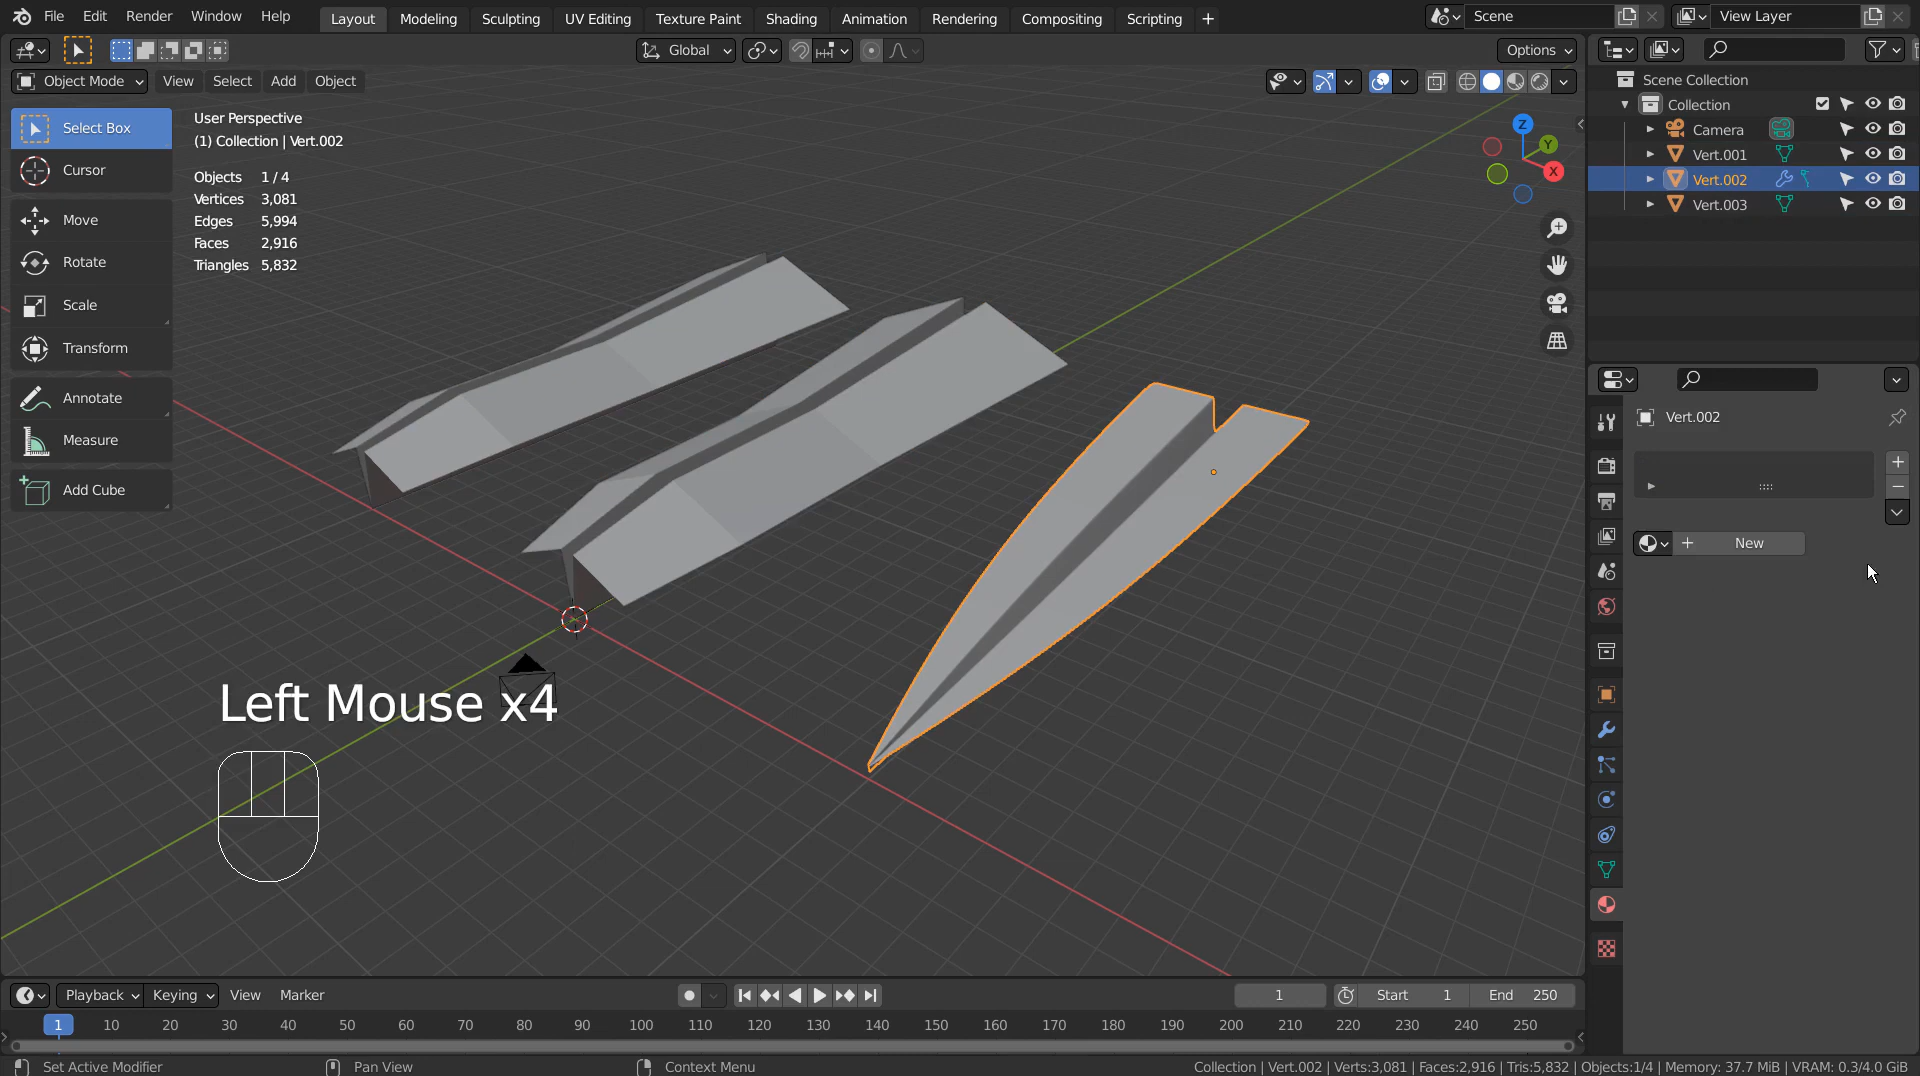 File Edit Render Window Help
Layout Modeling Sculpting UV Editing Texture Paint Shading Animation Rendering Compositing Scripting +
Scene
View Layer
Global
Options
Object Mode View Select Add Object
Select Box
Cursor
Move
Rotate
Scale
Transform
Annotate
Measure
Add Cube
User Perspective
(1) Collection | Vert.002
Objects 1 / 4
Vertices 3,081
Edges 5,994
Faces 2,916
Triangles 5,832
Z
Y
X
Left Mouse x4
Scene Collection
Collection
Camera
Vert.001
Vert.002
Vert.003
Vert.002
New
Playback Keying View Marker
1
Start 1
End 250
1 10 20 30 40 50 60 70 80 90 100 110 120 130 140 150 160 170 180 190 200 210 220 230 240 250
Set Active Modifier
Pan View
Context Menu
Collection | Vert.002 | Verts:3,081 | Faces:2,916 | Tris:5,832 | Objects:1/4 | Memory: 37.7 MiB | VRAM: 0.3/4.0 GiB